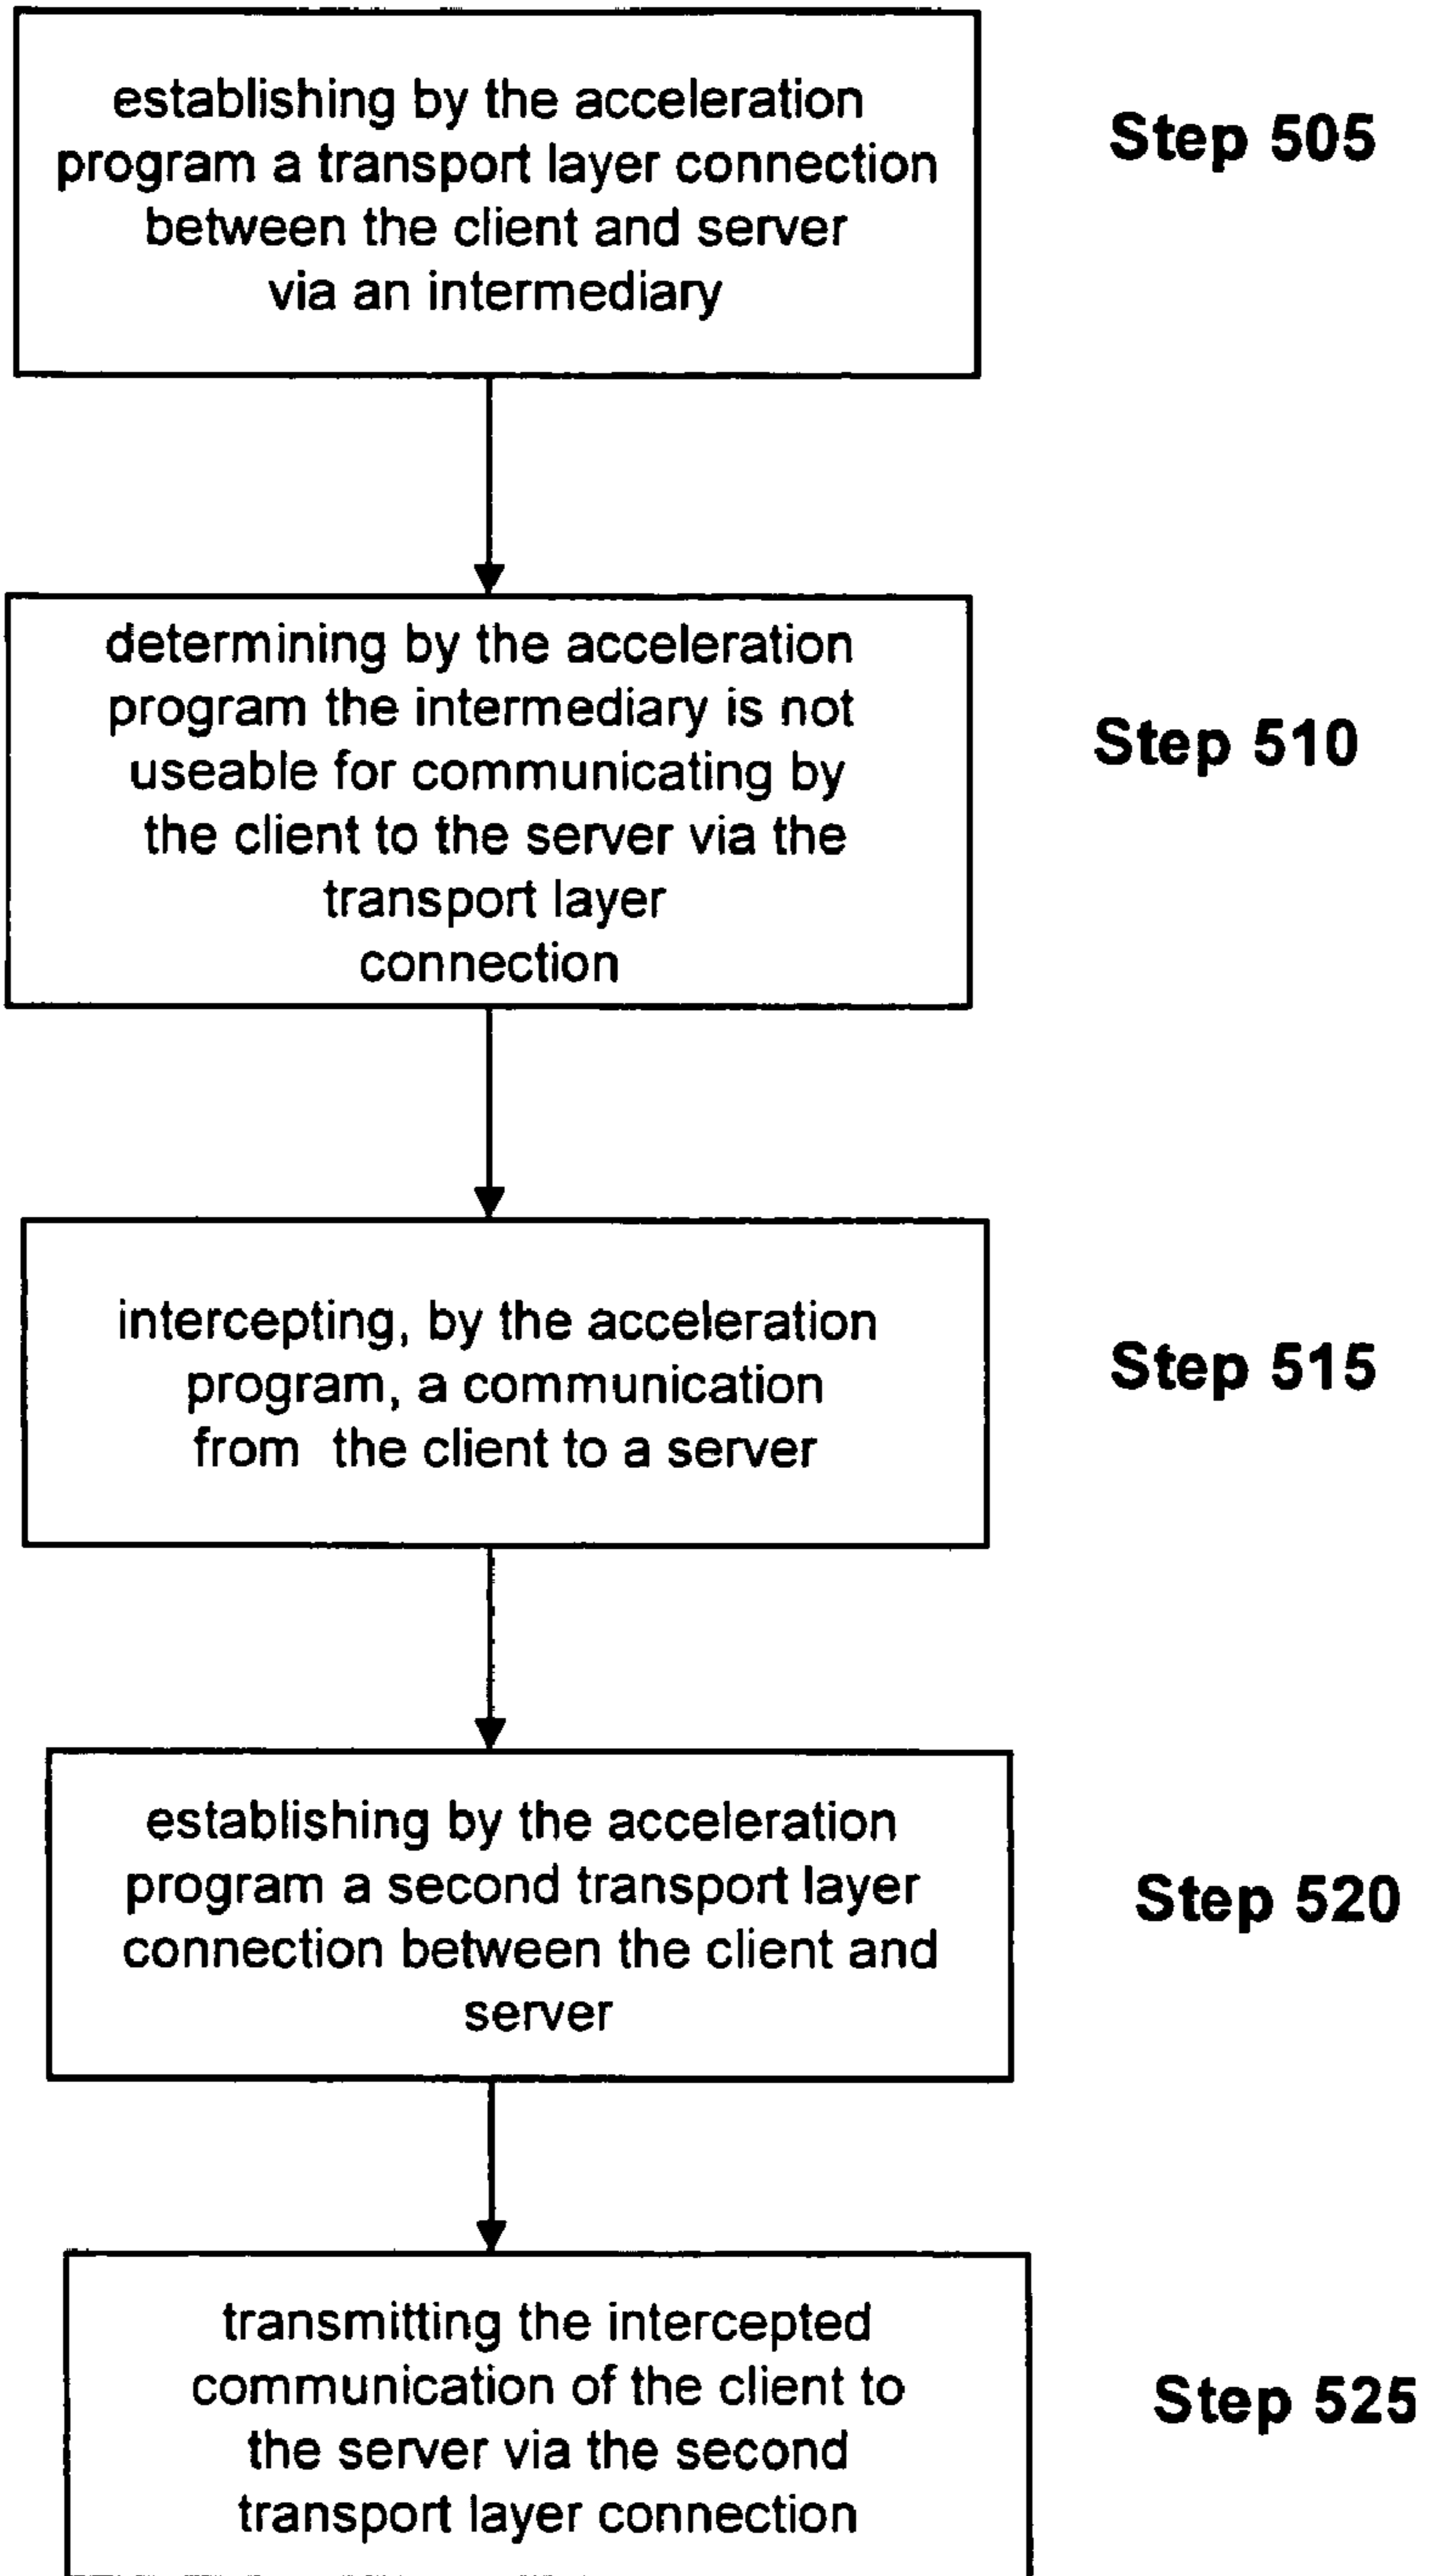 establishing by the acceleration
program a transport layer connection
between the client and server
via an intermediary
Step 505
determining by the acceleration
program the intermediary is not
useable for communicating by
the client to the server via the
transport layer
connection
Step 510
intercepting, by the acceleration
program, a communication
from the client to a server
Step 515
establishing by the acceleration
program a second transport layer
connection between the client and
server
Step 520
transmitting the intercepted
communication of the client to
the server via the second
transport layer connection
Step 525